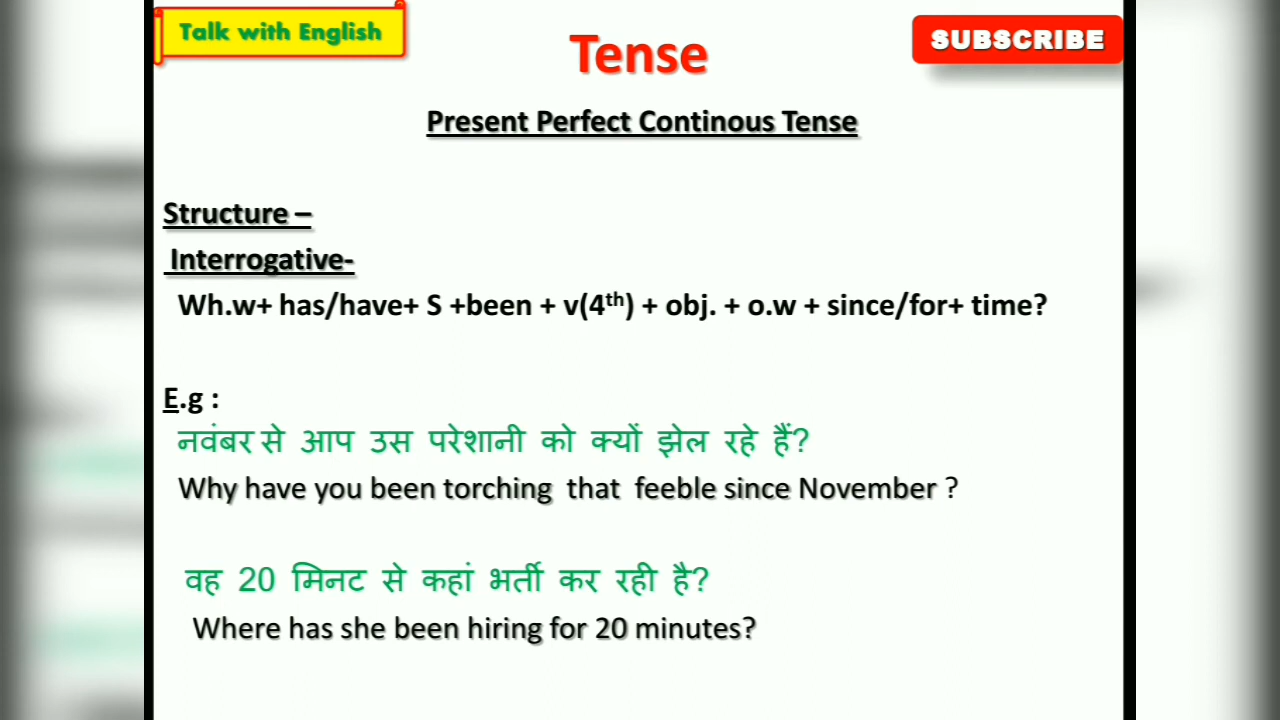 Talk with English
Tense
SUBSCRIBE
Present Perfect Continous Tense
Structure –
Interrogative-
Wh.w+ has/have+ S +been + v(4th) + obj. + o.w + since/for+ time?
E.g :
नवंबर से आप उस परेशानी को क्यों झेल रहे हैं?
Why have you been torching that feeble since November ?
वह 20 मिनट से कहां भर्ती कर रही है?
Where has she been hiring for 20 minutes?